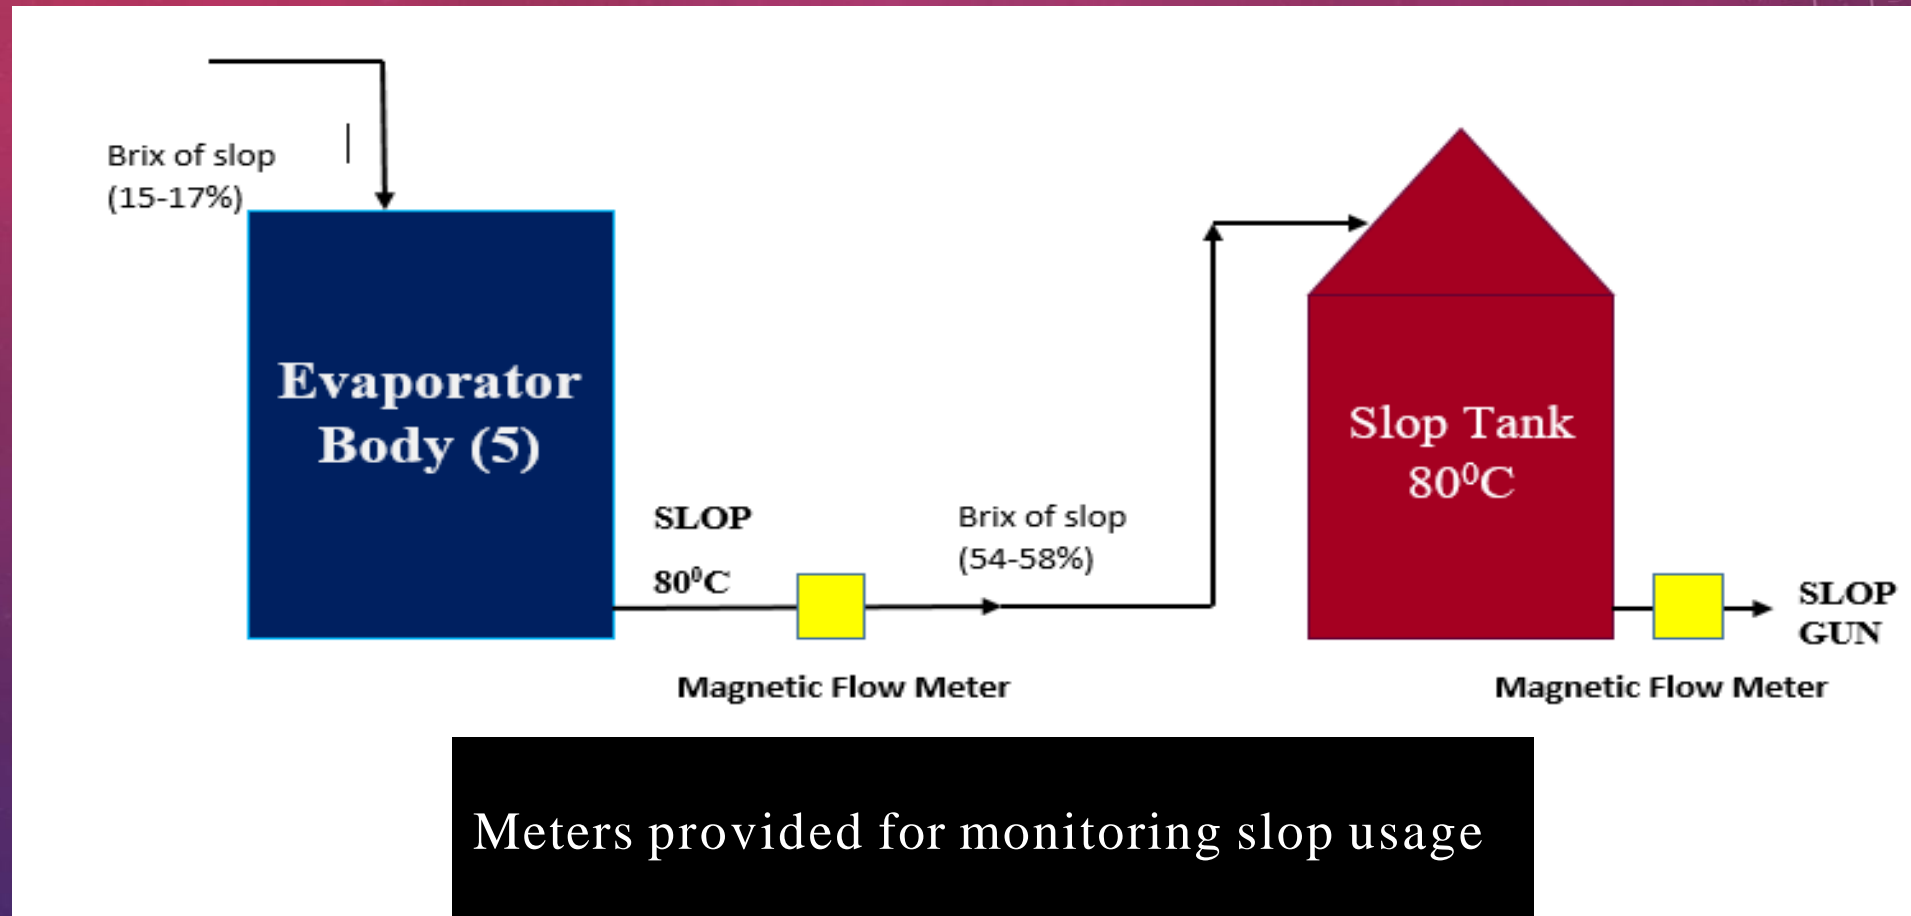 Brix of slop
(15-17%)
Evaporator
Body (5)
SLOP
80⁰C
Brix of slop
(54-58%)
Magnetic Flow Meter
Slop Tank
80⁰C
SLOP
GUN
Magnetic Flow Meter
Meters provided for monitoring slop usage